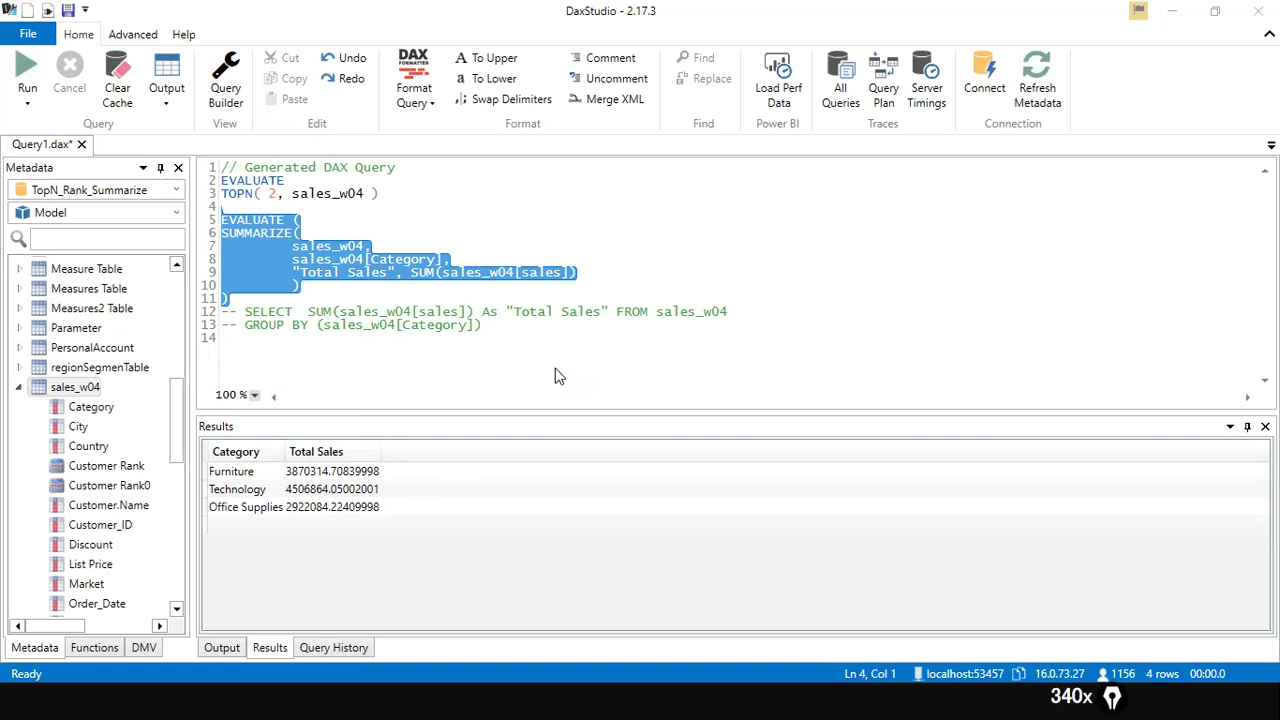 DaxStudio - 2.17.3
File Home Advanced Help
Run Cancel Clear Cache Output
Query Builder
Cut Undo
Copy Redo
Paste
DAX FORMATTER Format Query
To Upper Comment
To Lower Uncomment
Swap Delimiters Merge XML
Find
Replace
Load Perf Data
All Queries Query Plan Server Timings
Connect Refresh Metadata
Query View Edit Format Find Power BI Traces Connection
Query1.dax*
Metadata
TopN_Rank_Summarize
Model
Measure Table
Measures Table
Measures2 Table
Parameter
PersonalAccount
regionSegmenTable
sales_w04
Category
City
Country
Customer Rank
Customer Rank0
Customer.Name
Customer_ID
Discount
List Price
Market
Order_Date
Metadata Functions DMV
1 // Generated DAX Query
2 EVALUATE
3 TOPN( 2, sales_w04 )
4
5 EVALUATE (
6 SUMMARIZE(
7 sales_w04,
8 sales_w04[Category],
9 "Total Sales", SUM(sales_w04[sales])
10 )
11 )
12 -- SELECT  SUM(sales_w04[sales]) As "Total Sales" FROM sales_w04
13 -- GROUP BY (sales_w04[Category])
14
100 %
Results
Category Total Sales
Furniture 3870314.70839998
Technology 4506864.05002001
Office Supplies 2922084.22409998
Output Results Query History
Ready Ln 4, Col 1 localhost:53457 16.0.73.27 1156 4 rows 00:00.0
340x